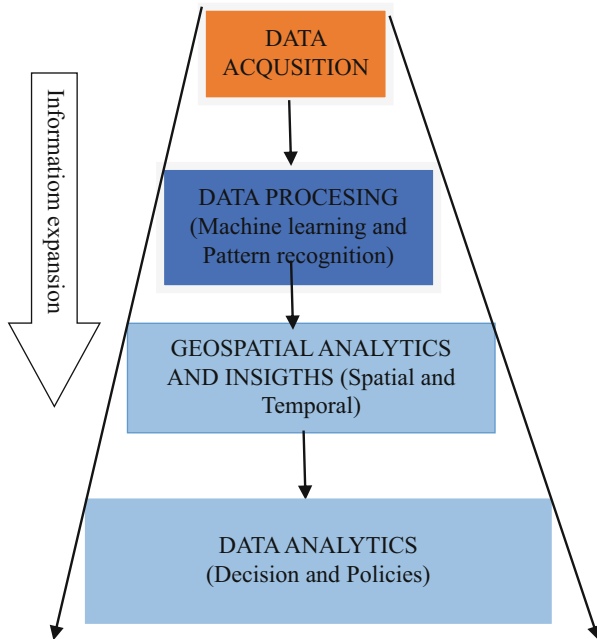 DATA
ACQUSITION
Informatiom expansion
DATA PROCESING
(Machine learning and
Pattern recognition)
GEOSPATIAL ANALYTICS
AND INSIGTHS (Spatial and
Temporal)
DATA ANALYTICS
(Decision and Policies)